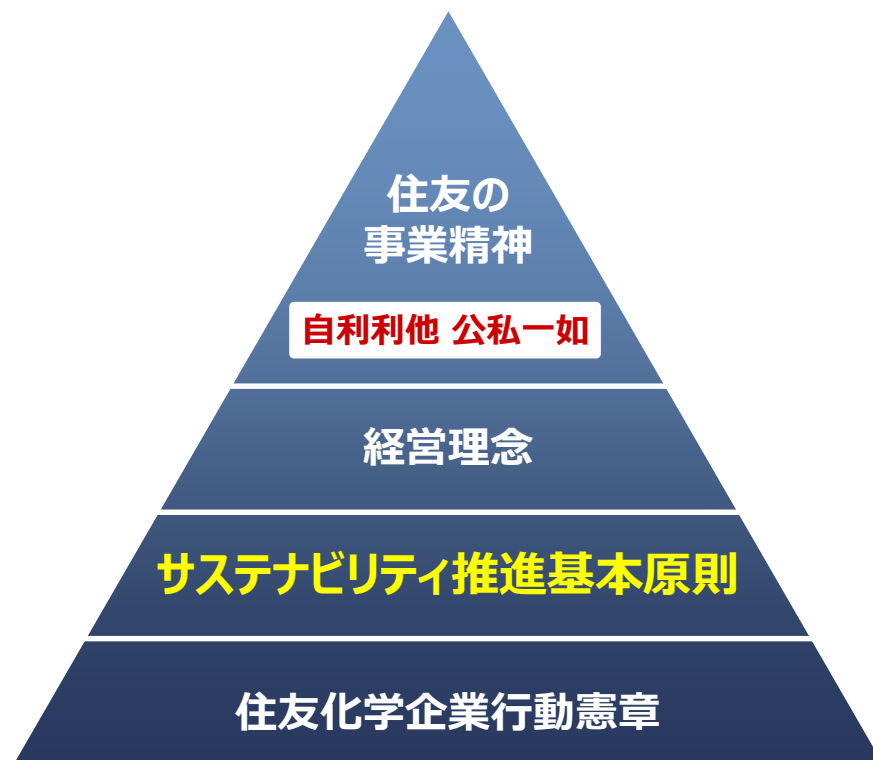 住友の
事業精神
自利利他 公私一如
経営理念
サステナビリティ推進基本原則
住友化学企業行動憲章